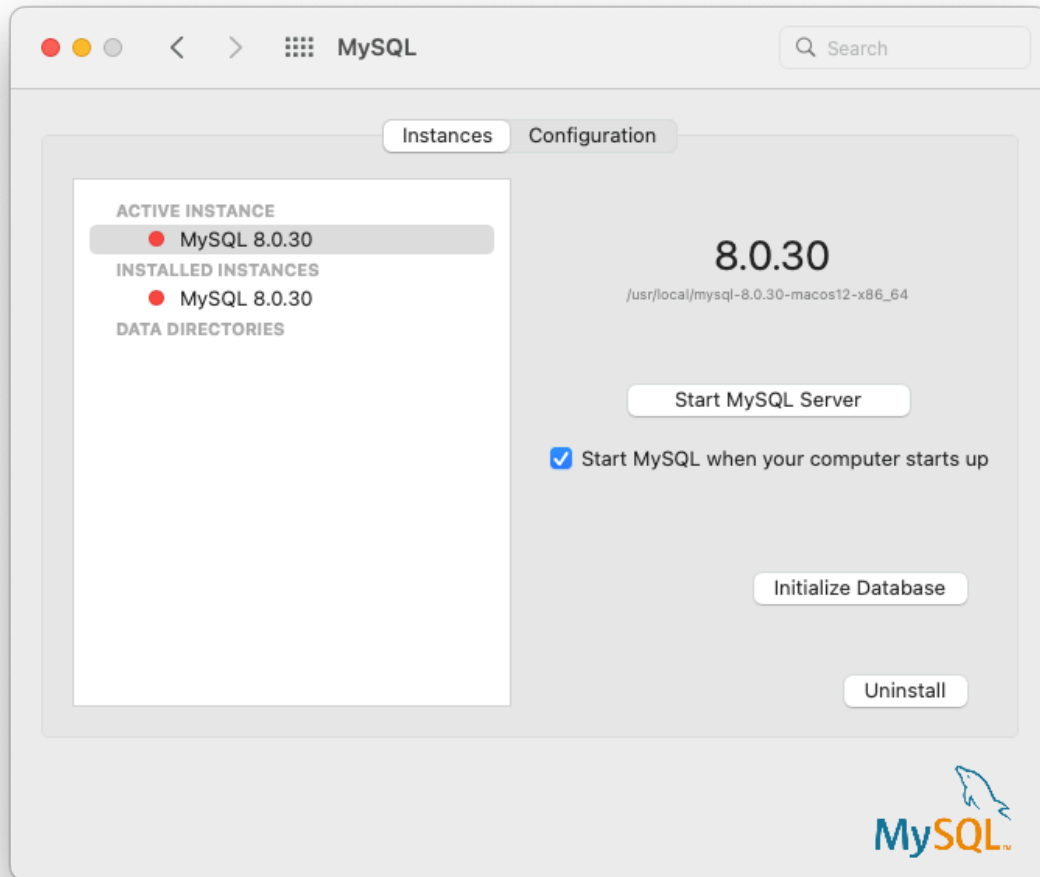 MySQL
Search
Instances
Configuration
ACTIVE INSTANCE
MySQL 8.0.30
INSTALLED INSTANCES
MySQL 8.0.30
DATA DIRECTORIES
8.0.30
/usr/local/mysql-8.0.30-macos12-x86_64
Start MySQL Server
Start MySQL when your computer starts up
Initialize Database
Uninstall
MySQL™